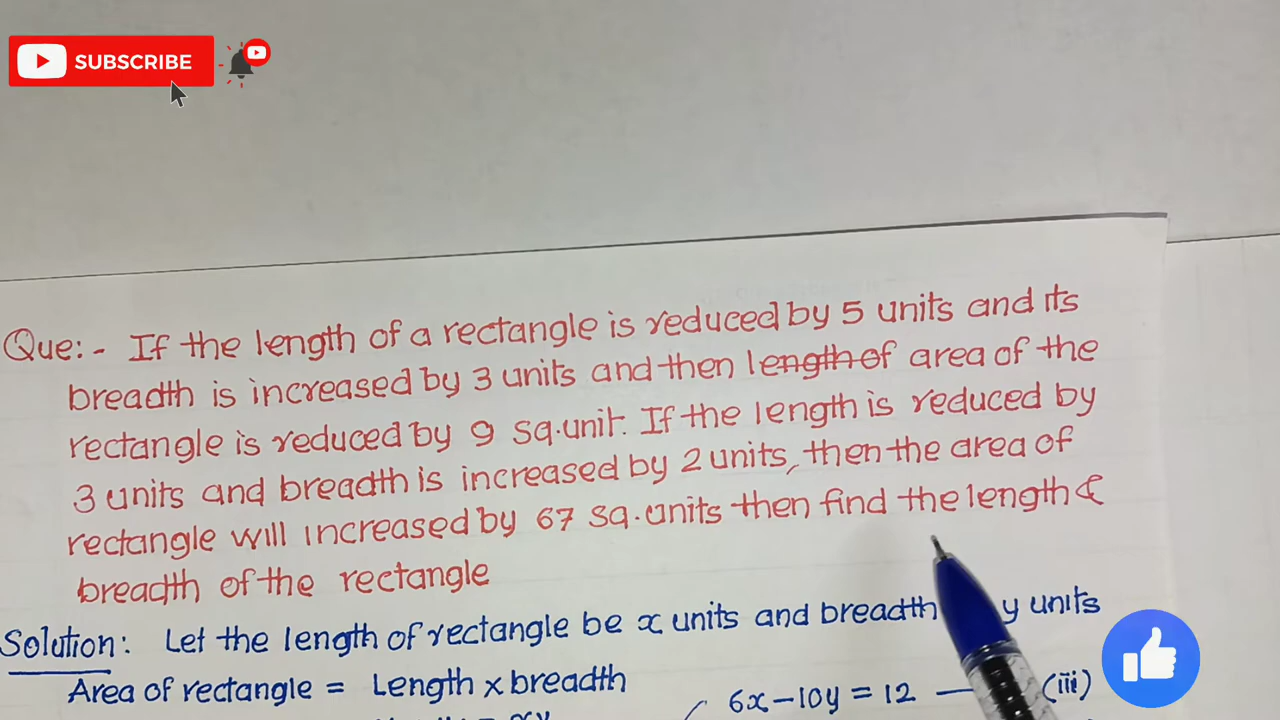 SUBSCRIBE
Que:- If the length of a rectangle is reduced by 5 units and its
breadth is increased by 3 units and then length of area of the
rectangle is reduced by 9 sq.unit. If the length is reduced by
3 units and breadth is increased by 2 units, then the area of
rectangle will increased by 67 sq.units then find the length &
breadth of the rectangle
Solution: Let the length of rectangle be x units and breadth y units
Area of rectangle = Length x breadth
6x-10y = 12 — (iii)
xy